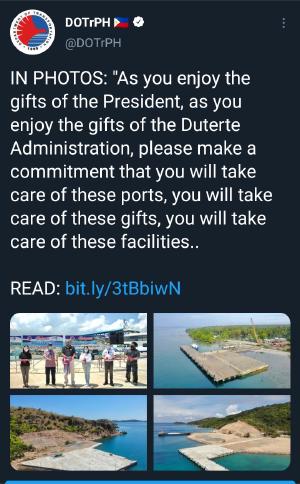 DOTrPH 🇵🇭
@DOTrPH
IN PHOTOS: "As you enjoy the
gifts of the President, as you
enjoy the gifts of the Duterte
Administration, please make a
commitment that you will take
care of these ports, you will take
care of these gifts, you will take
care of these facilities..
READ: bit.ly/3tBbiwN